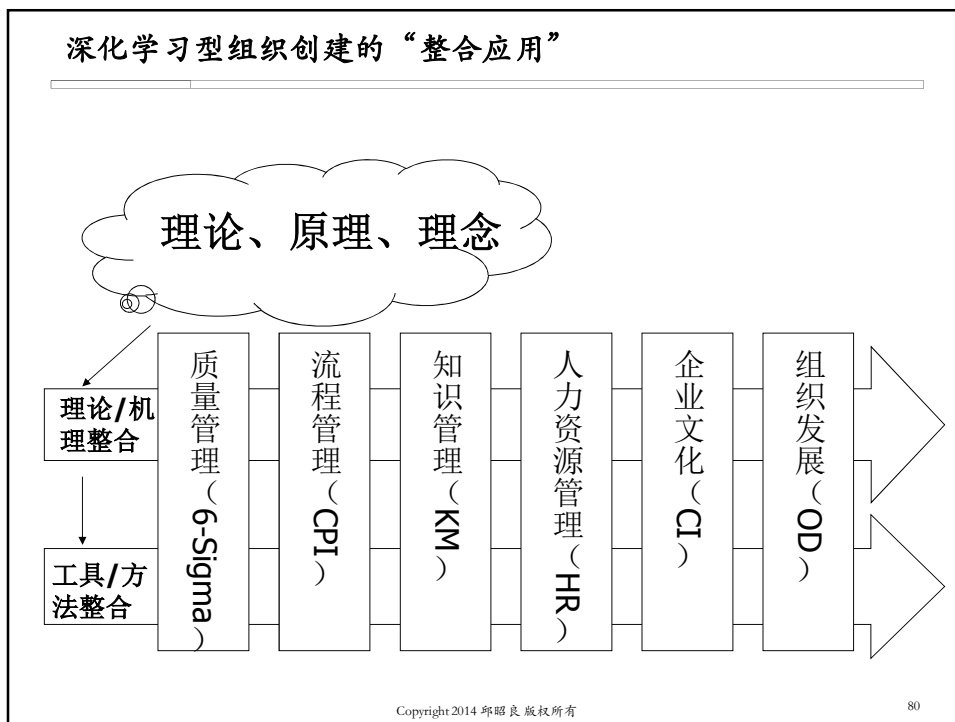 深化学习型组织创建的“整合应用”
理论、原理、理念
理论/机
理整合
工具/方
法整合
质量管理（6-Sigma）
流程管理（CPI）
知识管理（KM）
人力资源管理（HR）
企业文化（CI）
组织发展（OD）
Copyright 2014 邱昭良 版权所有
80